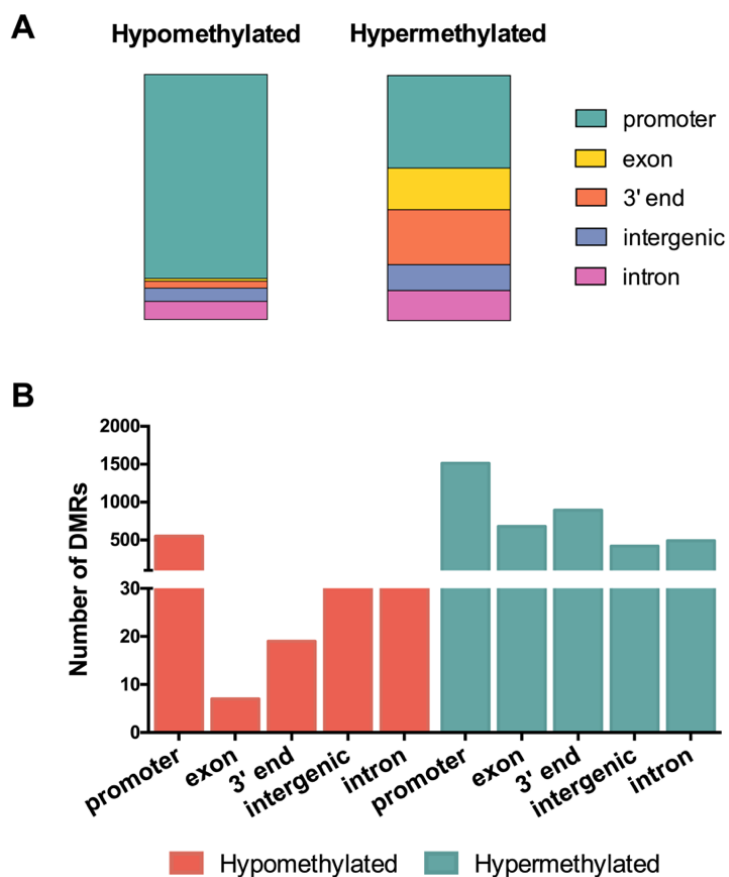 A
Hypomethylated
Hypermethylated
promoter
exon
3' end
intergenic
intron
B
Number of DMRs
2000
1500
1000
500
30
20
10
0
promoter
exon
3' end
intergenic
intron
promoter
exon
3' end
intergenic
intron
Hypomethylated
Hypermethylated